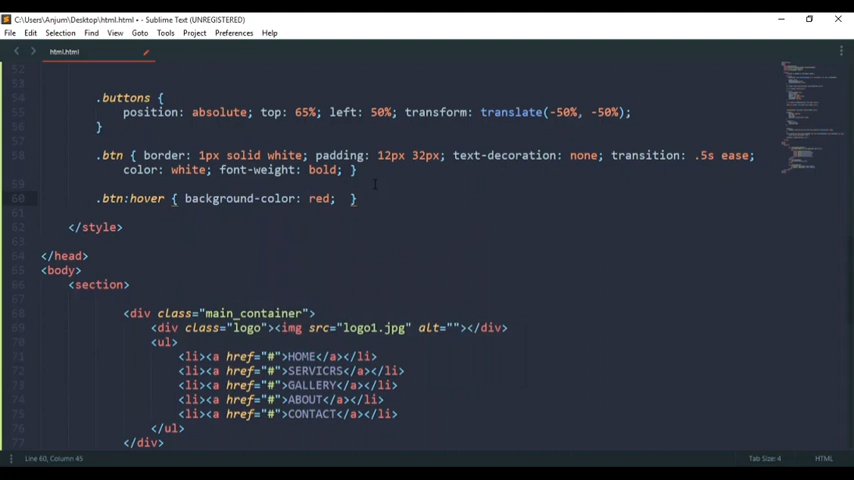 C:\Users\Anjum\Desktop\html.html • - Sublime Text (UNREGISTERED)
File Edit Selection Find View Goto Tools Project Preferences Help
html.html
52
53
54 .buttons {
55 position: absolute; top: 65%; left: 50%; transform: translate(-50%, -50%);
56 }
57
58 .btn { border: 1px solid white; padding: 12px 32px; text-decoration: none; transition: .5s ease;
color: white; font-weight: bold; }
59
60 .btn:hover { background-color: red;  }
61
62 </style>
63
64 </head>
65 <body>
66 <section>
67
68 <div class="main_container">
69 <div class="logo"><img src="logo1.jpg" alt=""></div>
70 <ul>
71 <li><a href="#">HOME</a></li>
72 <li><a href="#">SERVICRS</a></li>
73 <li><a href="#">GALLERY</a></li>
74 <li><a href="#">ABOUT</a></li>
75 <li><a href="#">CONTACT</a></li>
76 </ul>
77 </div>
Line 60, Column 45
Tab Size: 4
HTML